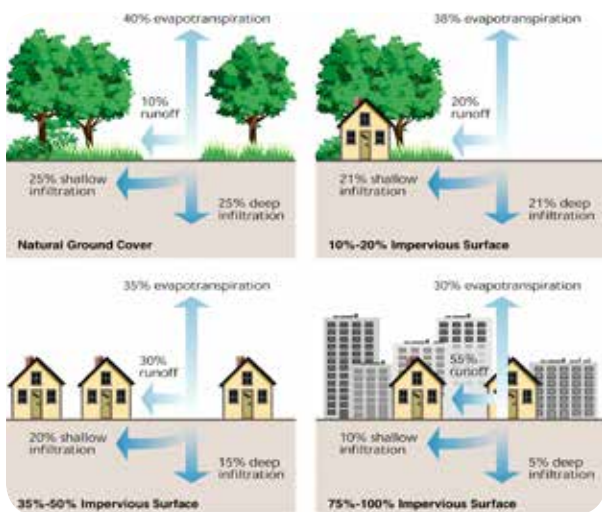 40% evapotranspiration
10%
runoff
25% shallow
infiltration
25% deep
infiltration
Natural Ground Cover
38% evapotranspiration
20%
runoff
21% shallow
infiltration
21% deep
infiltration
10%-20% Impervious Surface
35% evapotranspiration
30%
runoff
20% shallow
infiltration
15% deep
infiltration
35%-50% Impervious Surface
30% evapotranspiration
55%
runoff
10% shallow
infiltration
5% deep
infiltration
75%-100% Impervious Surface